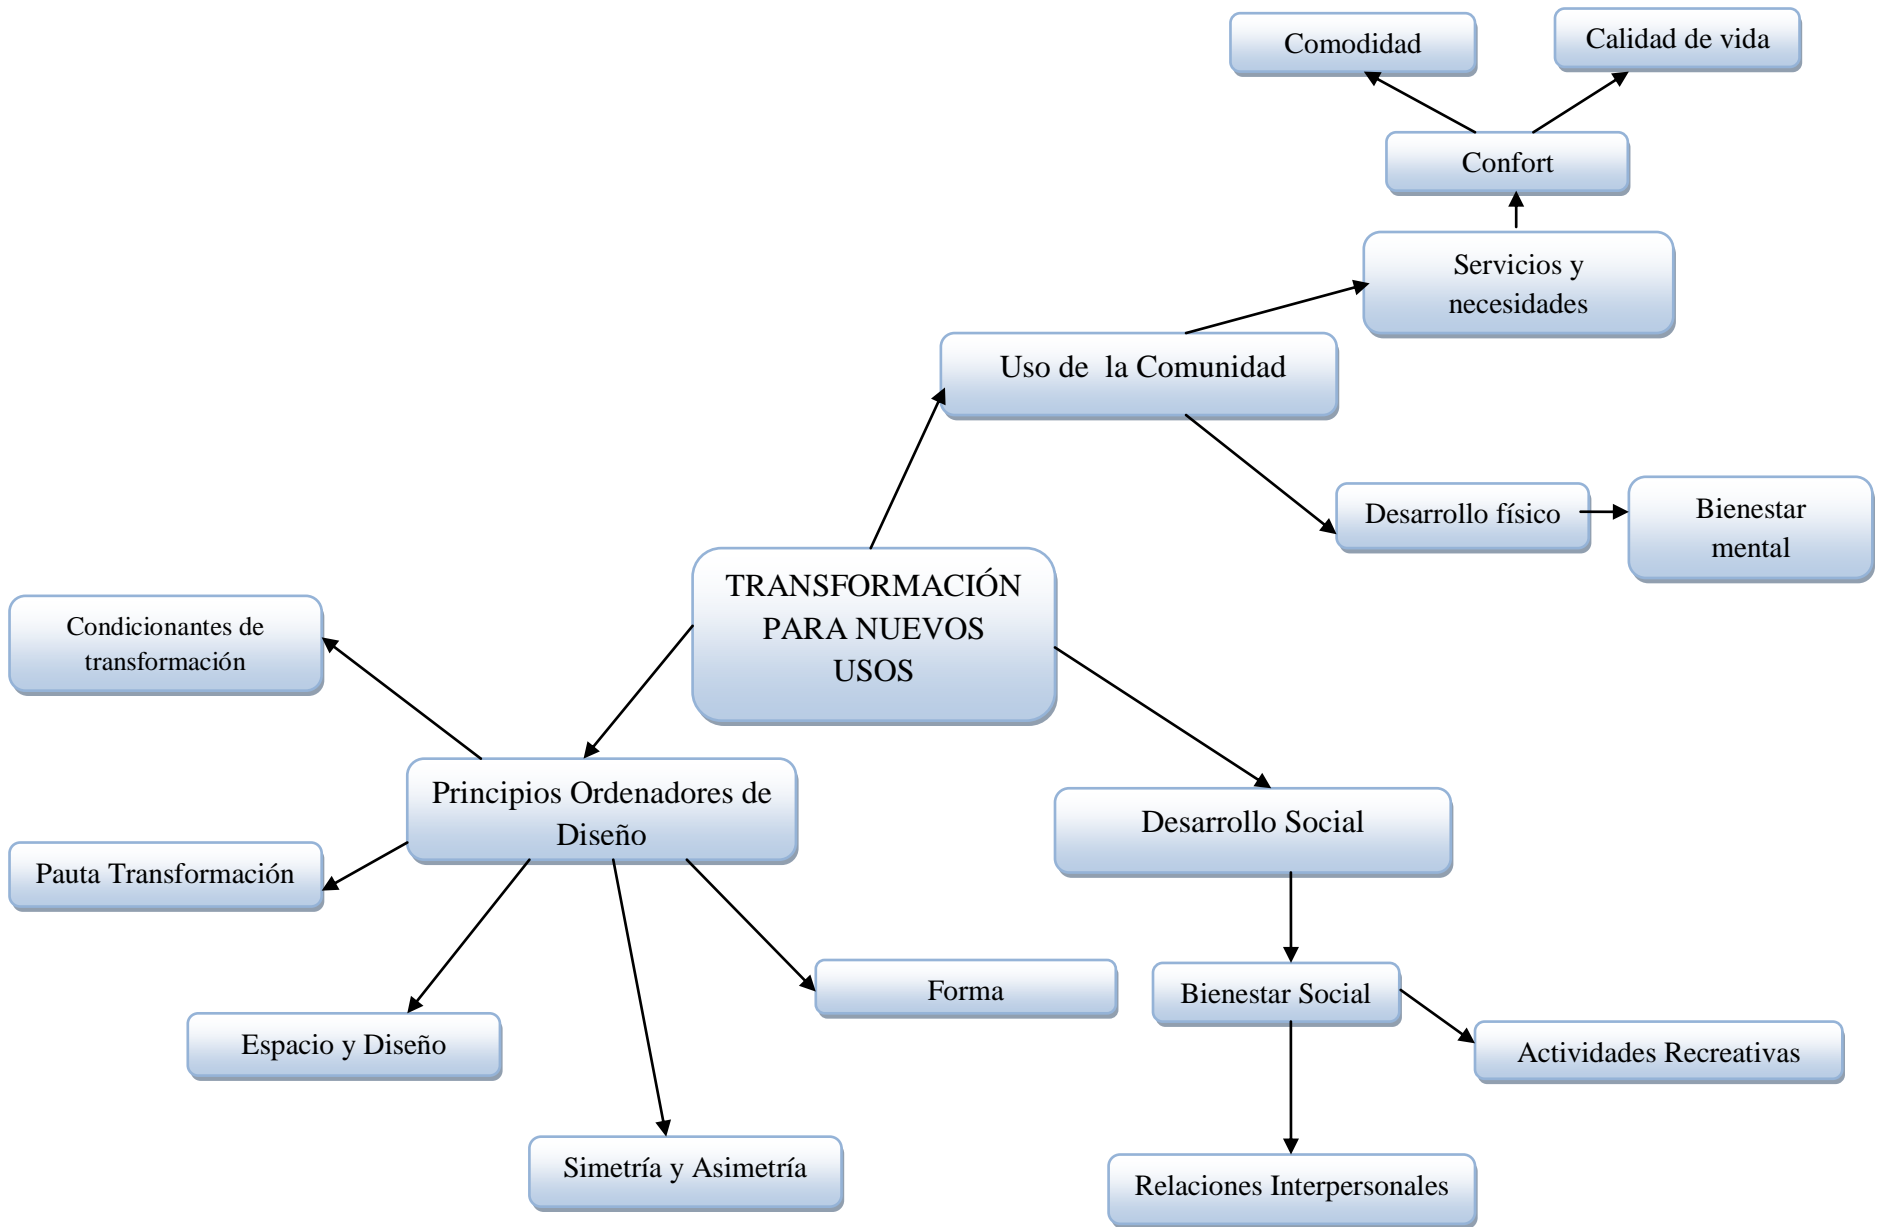 Comodidad
Calidad de vida
Confort
Servicios y
necesidades
Uso de la Comunidad
Desarrollo físico
Bienestar
mental
TRANSFORMACIÓN
PARA NUEVOS
USOS
Condicionantes de
transformación
Principios Ordenadores de
Diseño
Desarrollo Social
Pauta Transformación
Forma
Bienestar Social
Espacio y Diseño
Actividades Recreativas
Simetría y Asimetría
Relaciones Interpersonales